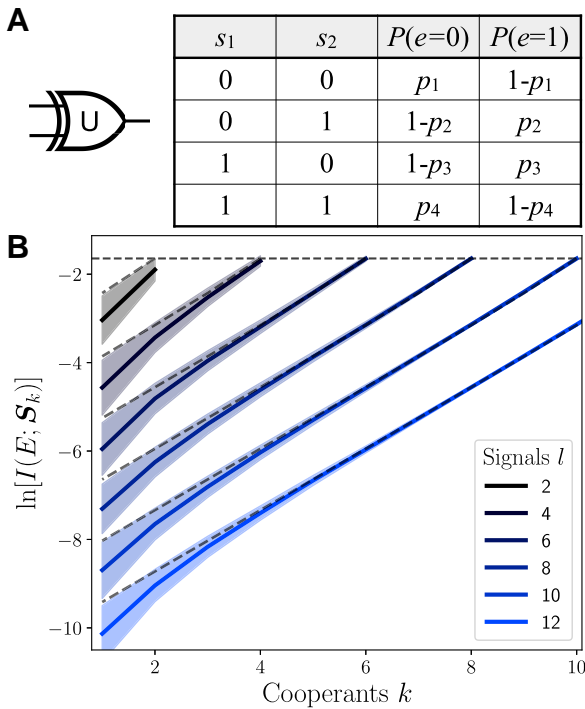 A
s1 s2 P(e=0) P(e=1)
0 0 p1 1-p1
0 1 1-p2 p2
1 0 1-p3 p3
1 1 p4 1-p4
U
B
ln[I(E; Sk)]
−2
−4
−6
−8
−10
Signals l
2
4
6
8
10
12
2 4 6 8 10
Cooperants k